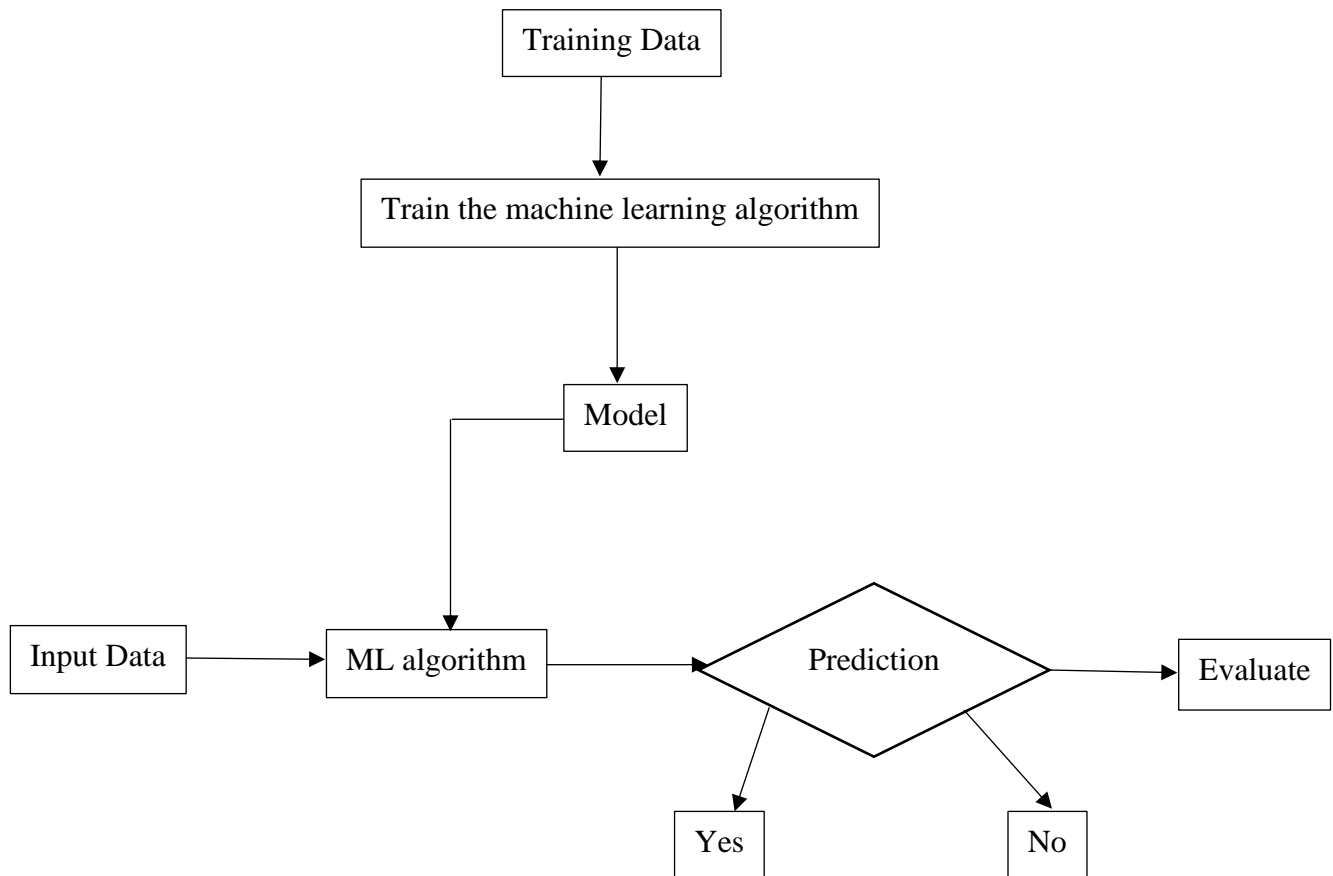 Training Data
Train the machine learning algorithm
Model
Input Data
ML algorithm
Prediction
Evaluate
Yes
No